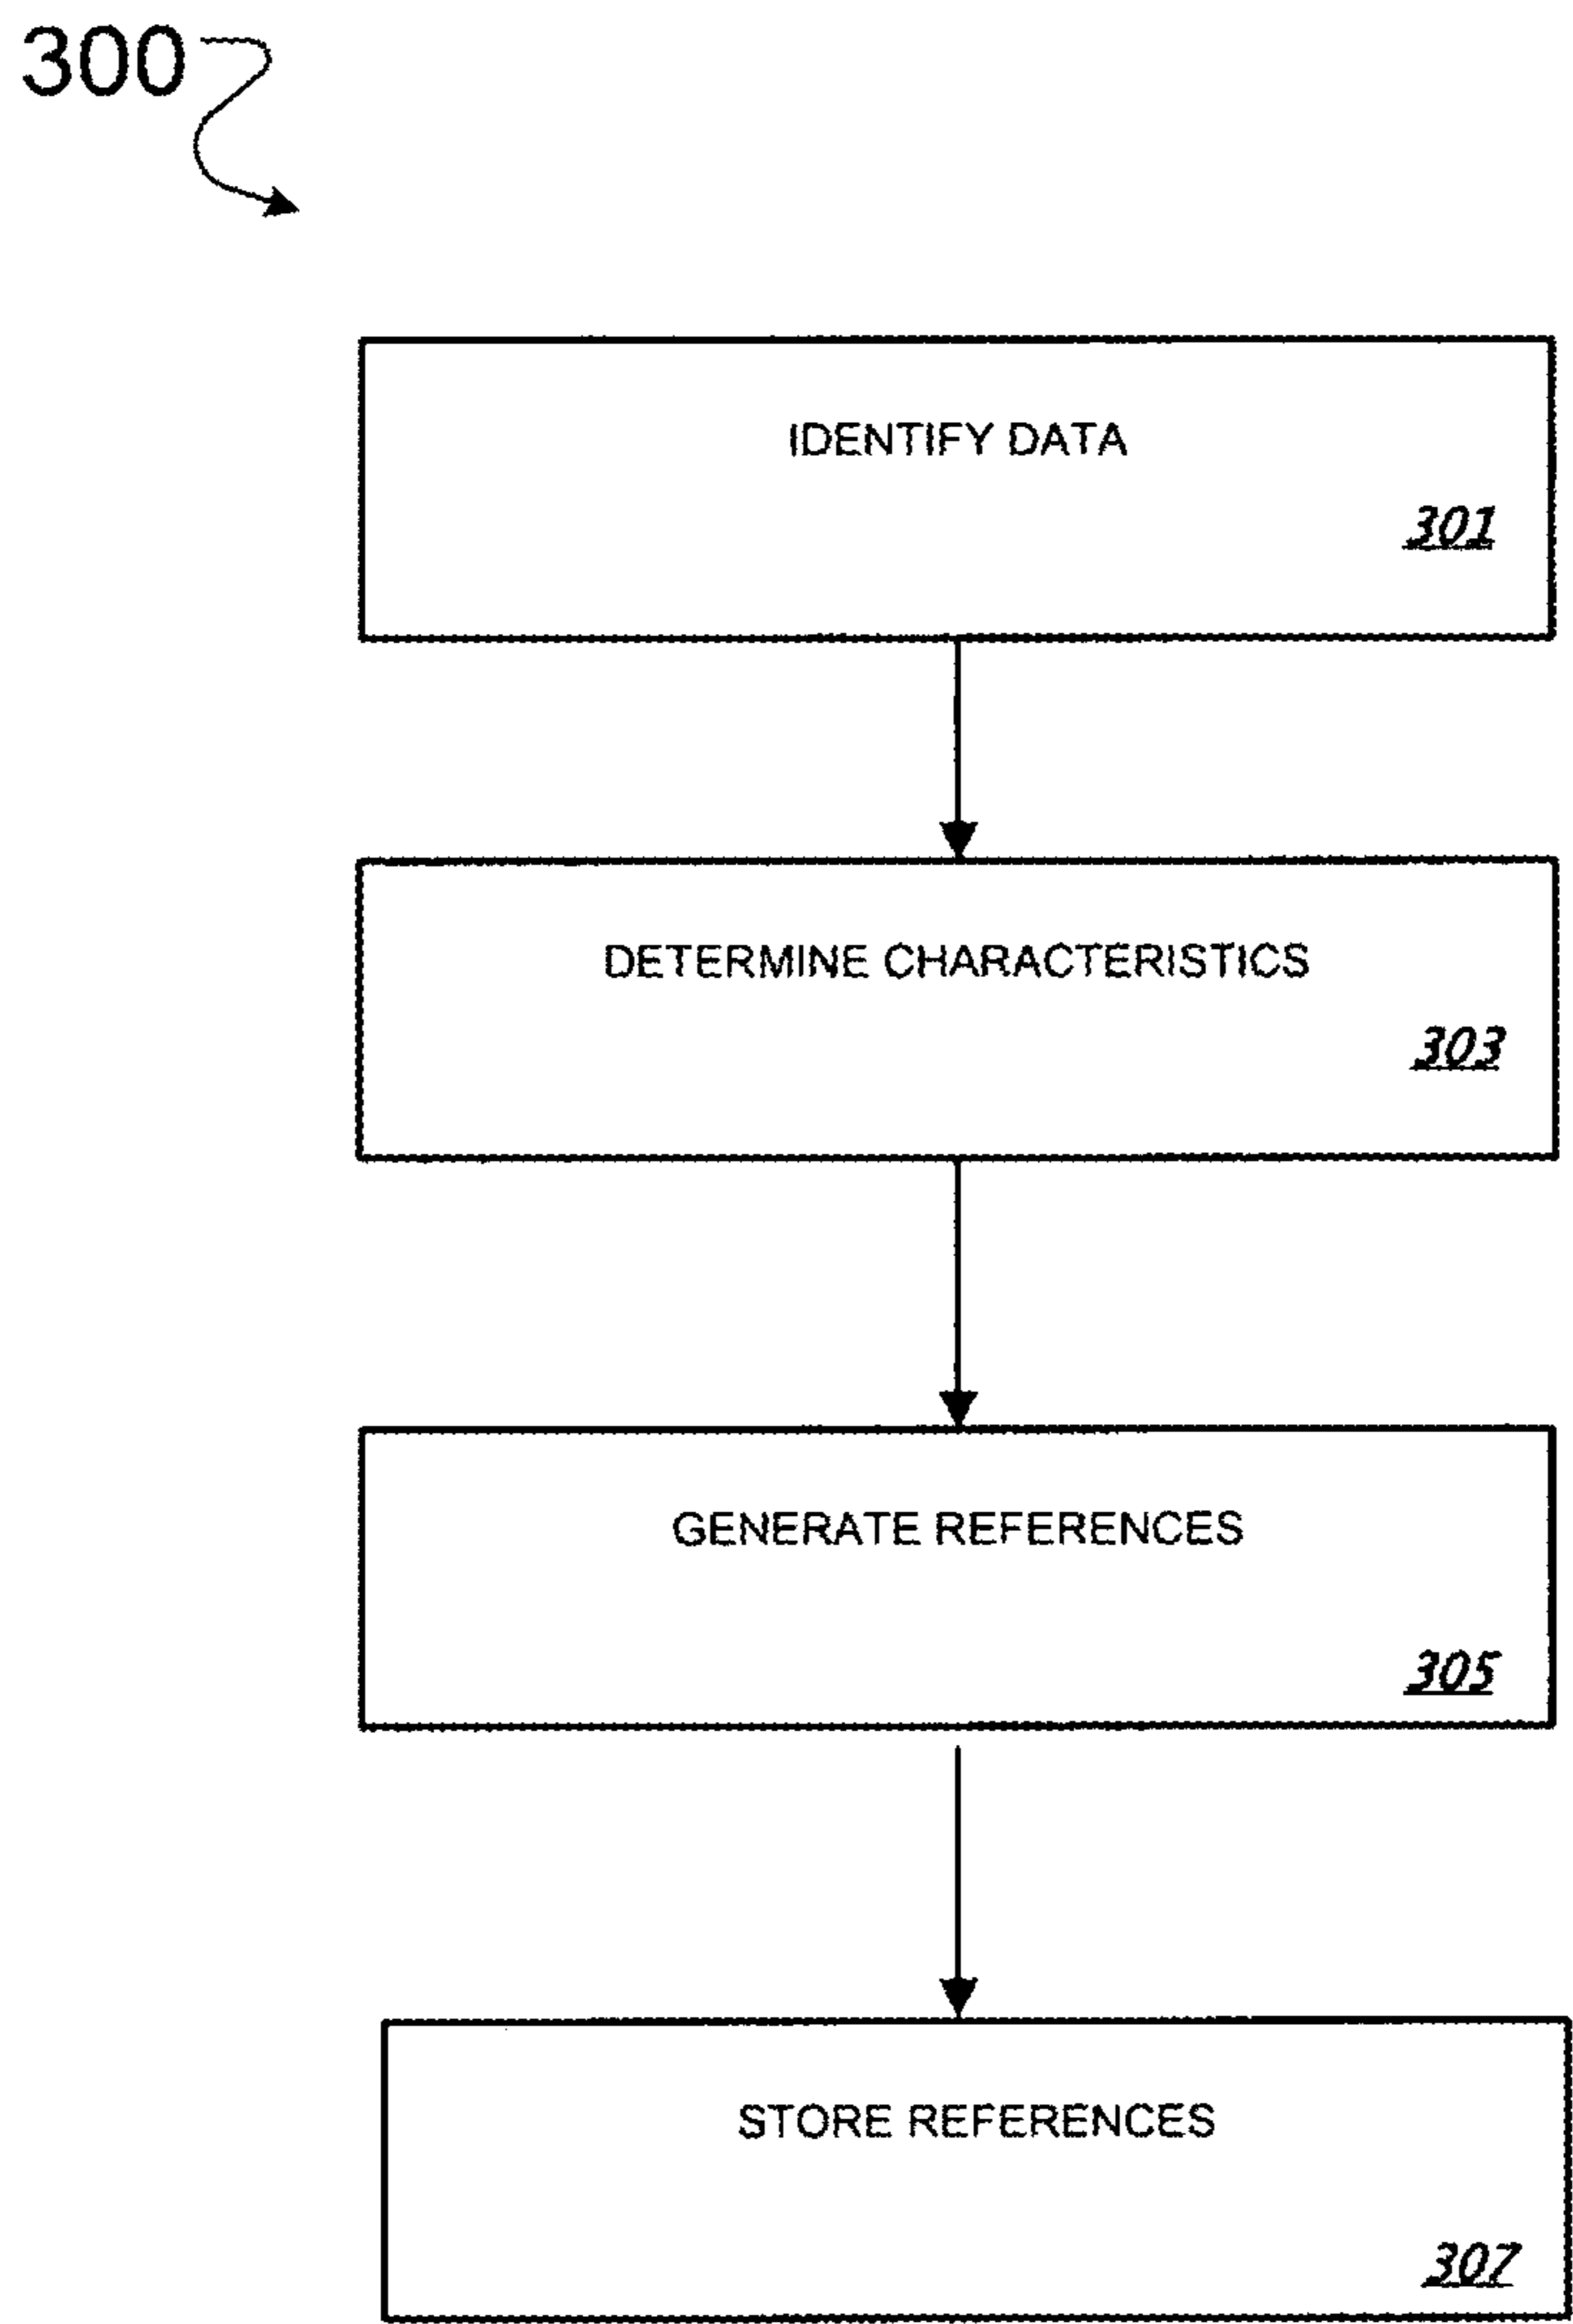 300
IDENTIFY DATA
301
DETERMINE CHARACTERISTICS
303
GENERATE REFERENCES
305
STORE REFERENCES
307